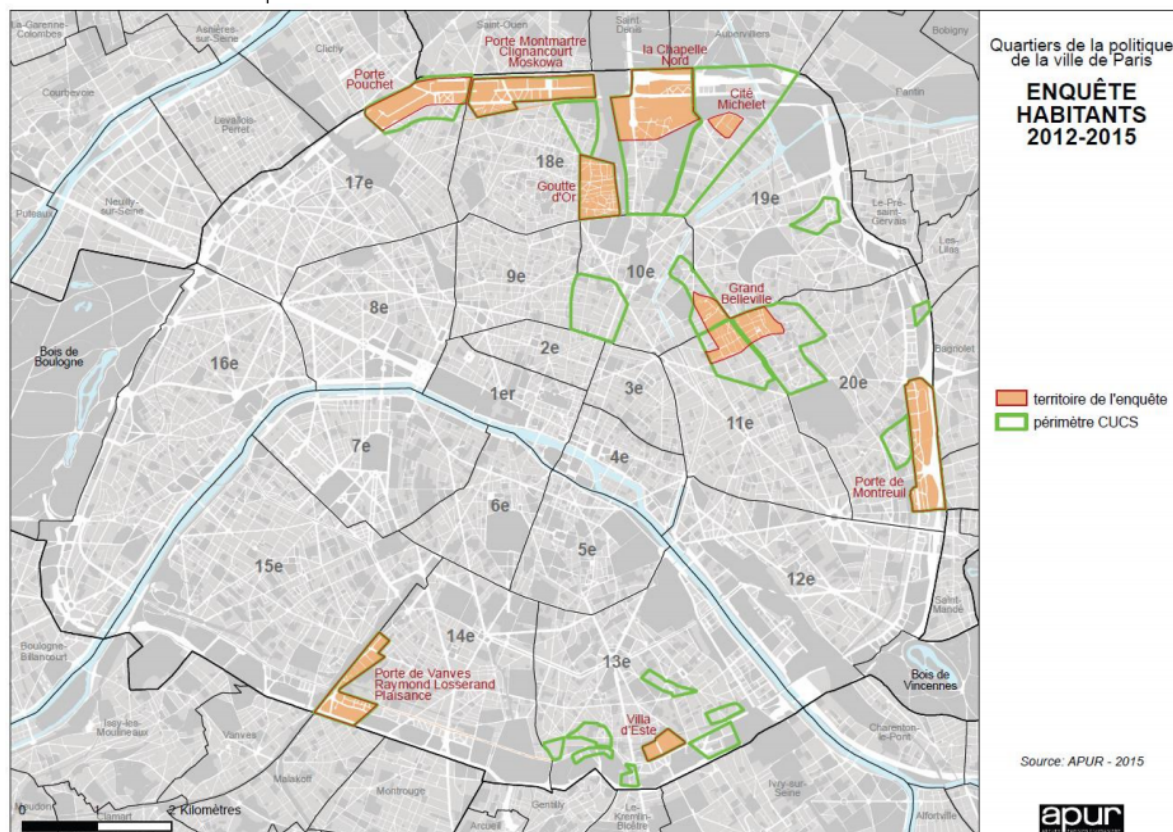 La-Garenne-
Colombes
Asnières-
sur-Seine
Clichy
Saint-Ouen
Saint-
Denis
Aubervilliers
Bobigny
Pantin
Courbevoie
Levallois-
Perret
Porte
Pouchet
Porte Montmartre
Clignancourt
Moskowa
la Chapelle
Nord
Cité
Michelet
17e
18e
Goutte
d'Or
19e
Le-Pré-
saint-
Gervais
Les-
Lilas
Puteaux
Neuilly-
sur-Seine
8e
9e
10e
Grand
Belleville
Bois de
Boulogne
16e
2e
1er
3e
20e
Bagnolet
11e
7e
4e
Porte de
Montreuil
6e
5e
15e
12e
Saint-
Mandé
Boulogne-
Billancourt
14e
13e
Porte de Vanves
Raymond Losserand
Plaisance
Villa
d'Este
Bois de
Vincennes
Issy-les-
Moulineaux
Vanves
Charenton-
le-Pont
Malakoff
Montrouge
Gentilly
Le-
Kremlin-
Bicêtre
Ivry-sur-
Seine
Arcueil
Alfortville
Meudon
Clamart
0
2 Kilomètres
Quartiers de la politique
de la ville de Paris
ENQUÊTE
HABITANTS
2012-2015
territoire de l'enquête
périmètre CUCS
Source: APUR - 2015
apur